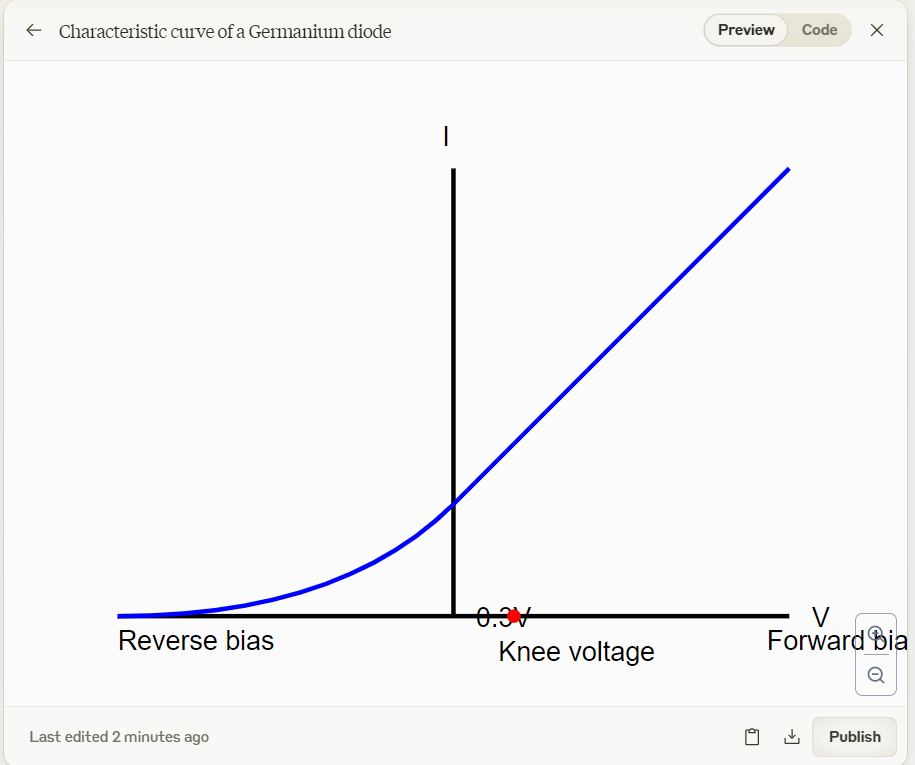 Characteristic curve of a Germanium diode
Preview
Code
I
0.3V
V
Reverse bias
Knee voltage
Forward bia
Last edited 2 minutes ago
Publish